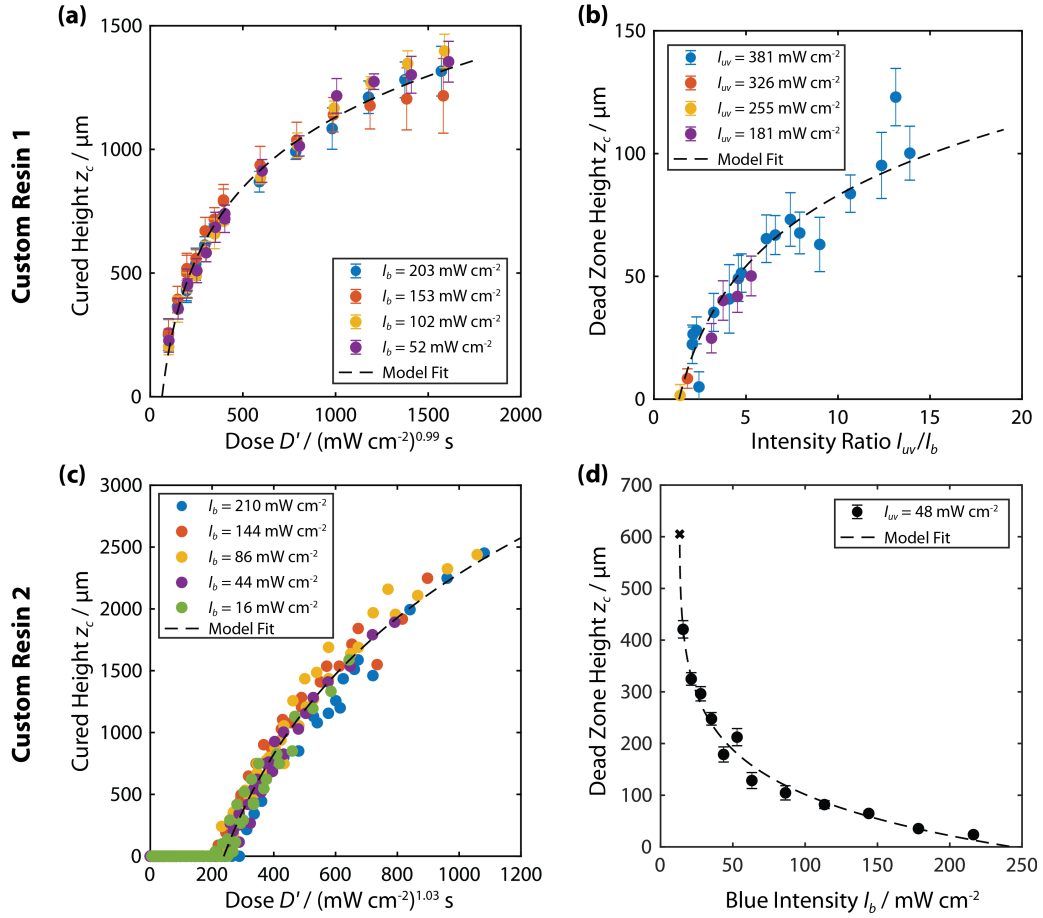 (a)
1500
1000
500
0
Cured Height z_c / µm
Custom Resin 1
I_b = 203 mW cm⁻²
I_b = 153 mW cm⁻²
I_b = 102 mW cm⁻²
I_b = 52 mW cm⁻²
Model Fit
0 500 1000 1500 2000
Dose D' / (mW cm⁻²)⁰·⁹⁹ s
(b)
150
100
50
0
Dead Zone Height z_c / µm
I_uv = 381 mW cm⁻²
I_uv = 326 mW cm⁻²
I_uv = 255 mW cm⁻²
I_uv = 181 mW cm⁻²
Model Fit
0 5 10 15 20
Intensity Ratio I_uv/I_b
(c)
3000
2500
2000
1500
1000
500
0
Cured Height z_c / µm
Custom Resin 2
I_b = 210 mW cm⁻²
I_b = 144 mW cm⁻²
I_b = 86 mW cm⁻²
I_b = 44 mW cm⁻²
I_b = 16 mW cm⁻²
Model Fit
0 200 400 600 800 1000 1200
Dose D' / (mW cm⁻²)¹·⁰³ s
(d)
700
600
500
400
300
200
100
0
Dead Zone Height z_c / µm
I_uv = 48 mW cm⁻²
Model Fit
0 50 100 150 200 250
Blue Intensity I_b / mW cm⁻²